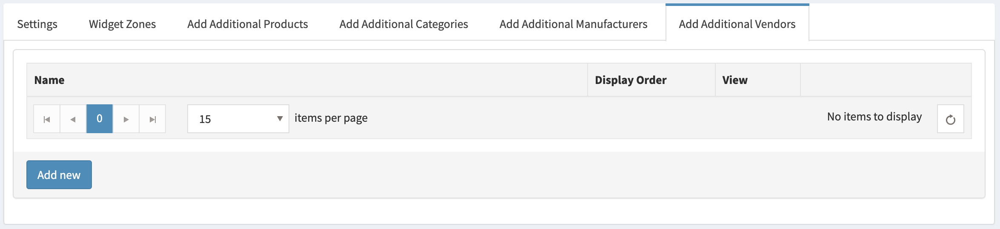 Settings Widget Zones Add Additional Products Add Additional Categories Add Additional Manufacturers Add Additional Vendors
Name Display Order View
0 15 items per page No items to display
Add new